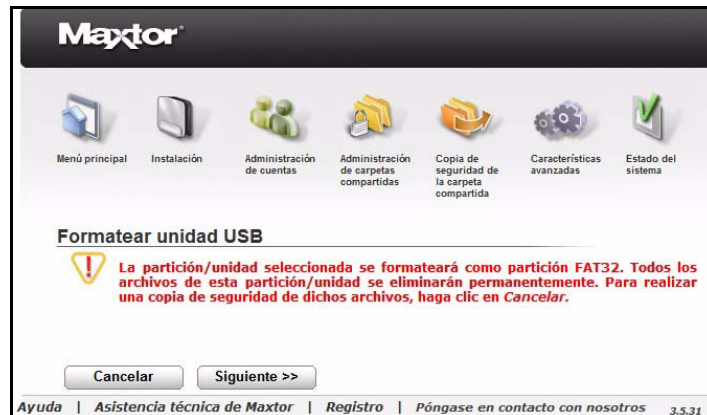 Maxtor
Menú principal
Instalación
Administración
de cuentas
Administración
de carpetas
compartidas
Copia de
seguridad de
la carpeta
compartida
Características
avanzadas
Estado del
sistema
Formatear unidad USB
La partición/unidad seleccionada se formateará como partición FAT32. Todos los
archivos de esta partición/unidad se eliminarán permanentemente. Para realizar
una copia de seguridad de dichos archivos, haga clic en Cancelar.
Cancelar
Siguiente >>
Ayuda | Asistencia técnica de Maxtor | Registro | Póngase en contacto con nosotros 3.5.31